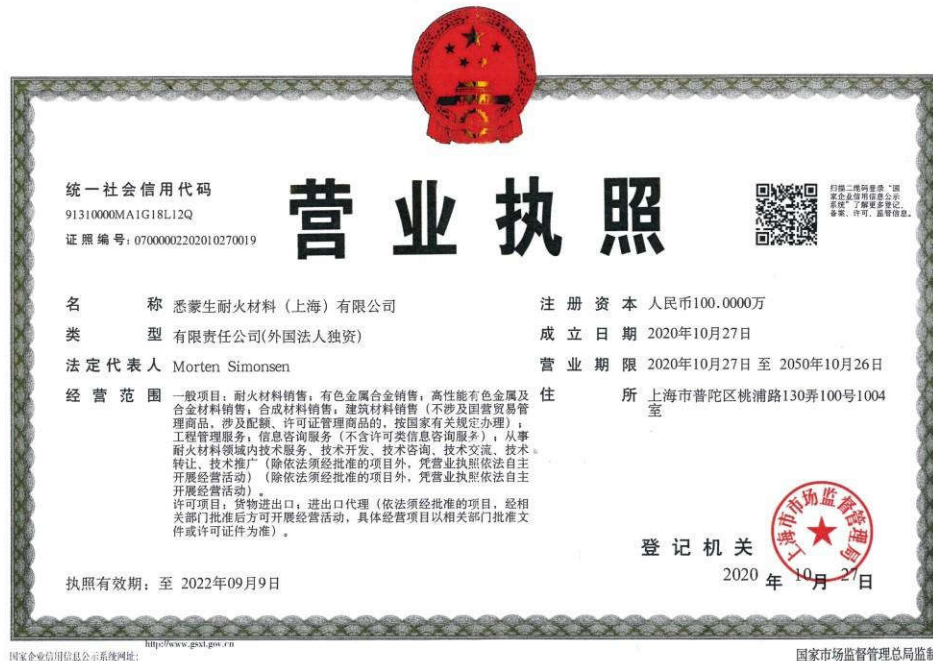 统一社会信用代码
91310000MA1G18L12Q
证照编号：07000002202010270019
营业执照
扫描二维码登录“国
家企业信用信息公示
系统”了解更多登记、
备案、许可、监管信息。
名称 悉蒙生耐火材料（上海）有限公司
类型 有限责任公司(外国法人独资)
法定代表人 Morten Simonsen
经营范围 一般项目：耐火材料销售；有色金属合金销售；高性能有色金属及
合金材料销售；合成材料销售；建筑材料销售（不涉及国营贸易管
理商品，涉及配额、许可证管理商品的，按国家有关规定办理）；
工程管理服务；信息咨询服务（不含许可类信息咨询服务）；从事
耐火材料领域内技术服务、技术开发、技术咨询、技术交流、技术
转让、技术推广（除依法须经批准的项目外，凭营业执照依法自主
开展经营活动）（除依法须经批准的项目外，凭营业执照依法自主
开展经营活动）。
许可项目：货物进出口；进出口代理（依法须经批准的项目，经相
关部门批准后方可开展经营活动，具体经营项目以相关部门批准文
件或许可证件为准）。
注册资本 人民币100.0000万
成立日期 2020年10月27日
营业期限 2020年10月27日 至 2050年10月26日
住所 上海市普陀区桃浦路130弄100号1004
室
上海市市场监督管理局
登记机关
2020 年 10月 27日
执照有效期：至 2022年09月9日
http://www.gsxt.gov.cn
国家企业信用信息公示系统网址：
国家市场监督管理总局监制